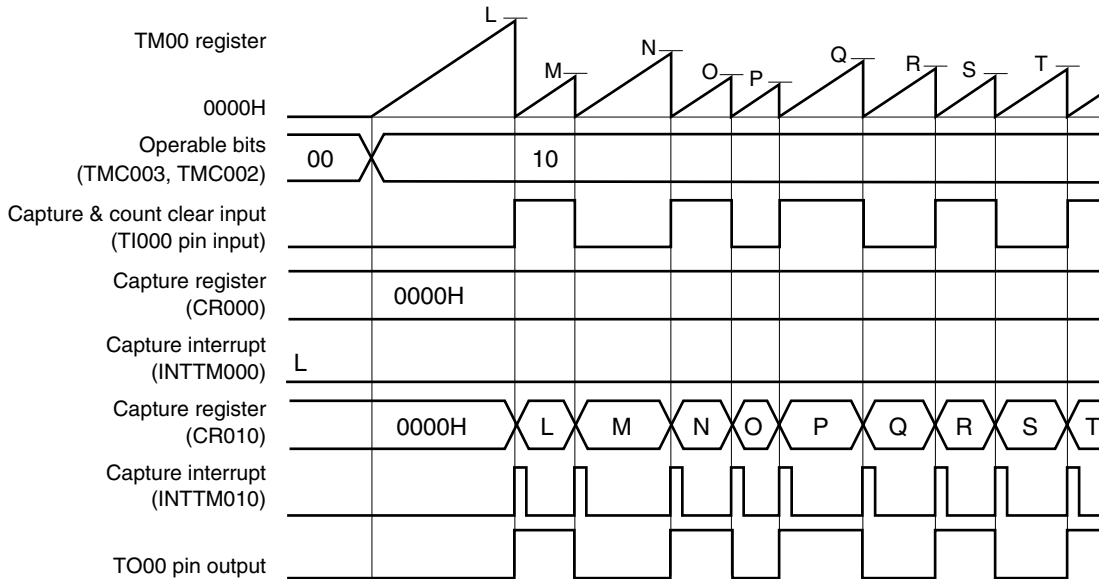 TM00 register
L
M
N
O
P
Q
R
S
T
0000H
Operable bits
(TMC003, TMC002)
00
10
Capture & count clear input
(TI000 pin input)
Capture register
(CR000)
0000H
Capture interrupt
(INTTM000)
L
Capture register
(CR010)
0000H
L
M
N
O
P
Q
R
S
T
Capture interrupt
(INTTM010)
TO00 pin output